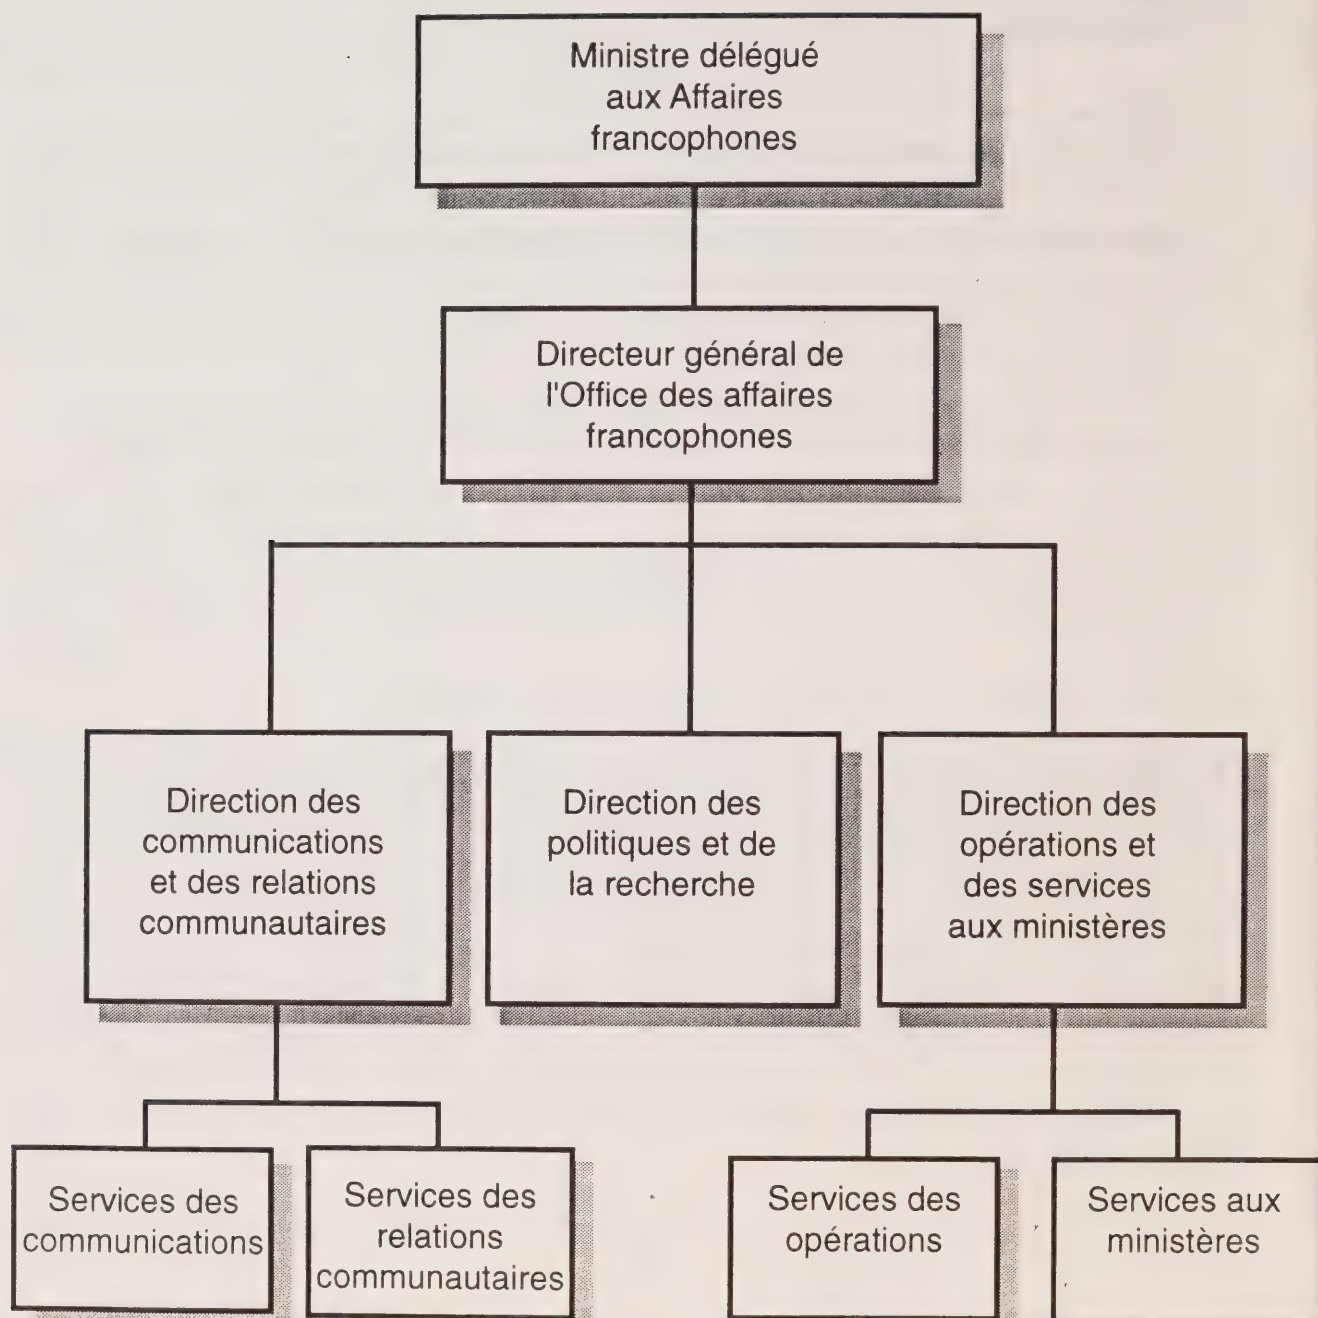 Ministre délégué
aux Affaires
francophones
Directeur général de
l'Office des affaires
francophones
Direction des
communications
et des relations
communautaires
Direction des
politiques et de
la recherche
Direction des
opérations et
des services
aux ministères
Services des
communications
Services des
relations
communautaires
Services des
opérations
Services aux
ministères